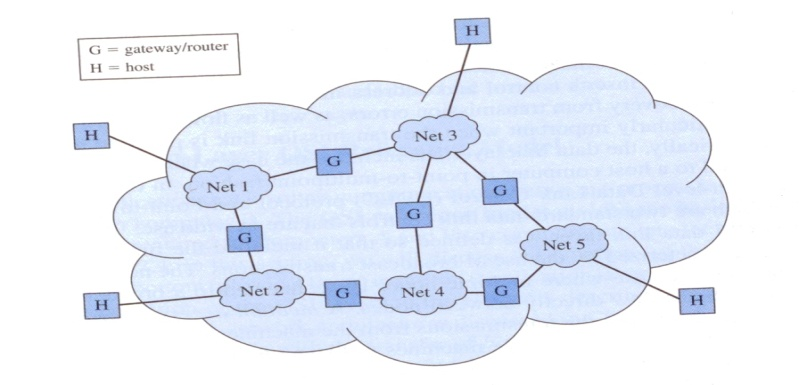 H
G = gateway/router
H = host
H
Net 3
G
Net 1
G
G
G
Net 5
H
Net 2
G
Net 4
G
H